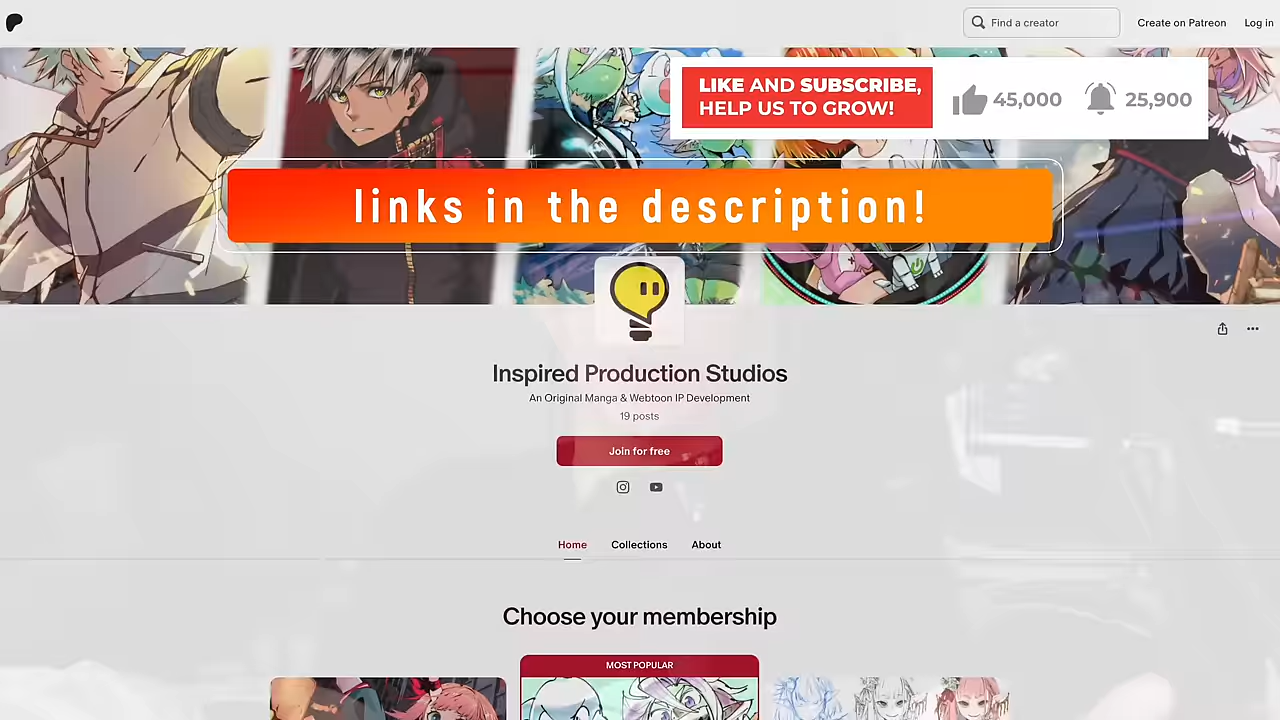 Find a creator
Create on Patreon
Log in
LIKE AND SUBSCRIBE,
HELP US TO GROW!
45,000
25,900
links in the description!
Inspired Production Studios
An Original Manga & Webtoon IP Development
19 posts
Join for free
Home
Collections
About
Choose your membership
MOST POPULAR